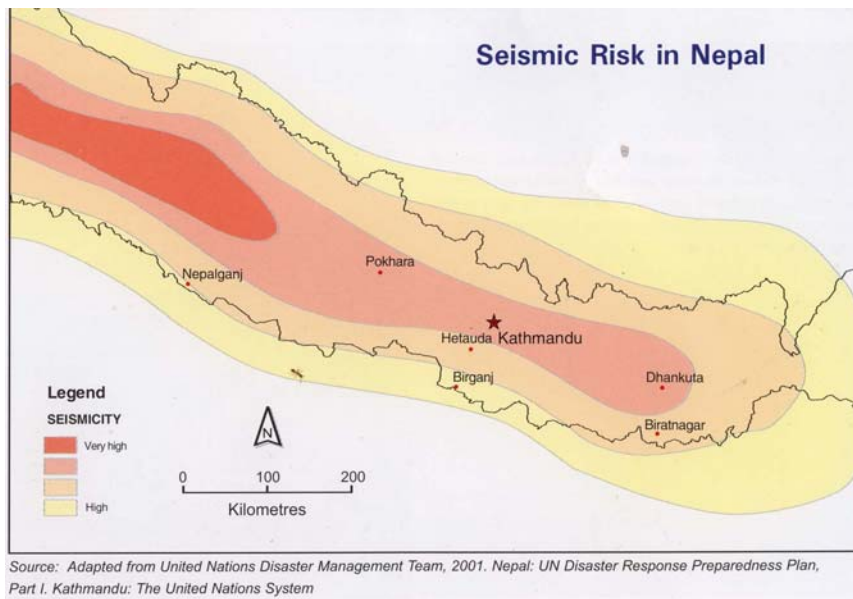 Seismic Risk in Nepal
Pokhara
Nepalganj
Kathmandu
Hetauda
Birganj
Dhankuta
Biratnagar
Legend
SEISMICITY
Very high
High
N
0 100 200
Kilometres
Source: Adapted from United Nations Disaster Management Team, 2001. Nepal: UN Disaster Response Preparedness Plan,
Part I. Kathmandu: The United Nations System